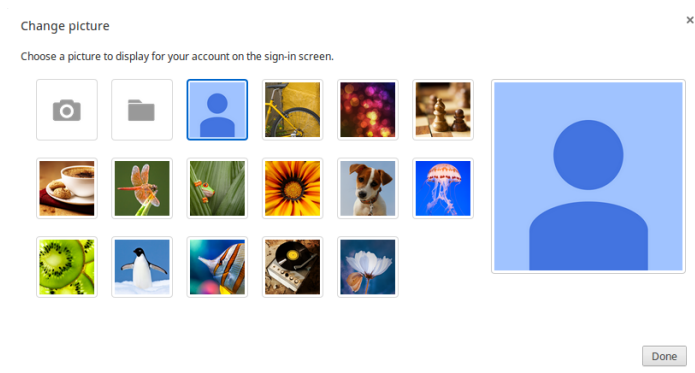 Change picture
Choose a picture to display for your account on the sign-in screen.
Done